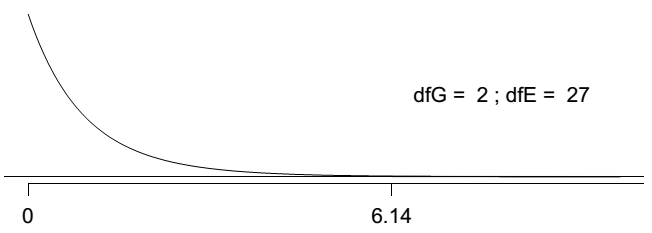 dfG = 2 ; dfE = 27
0
6.14